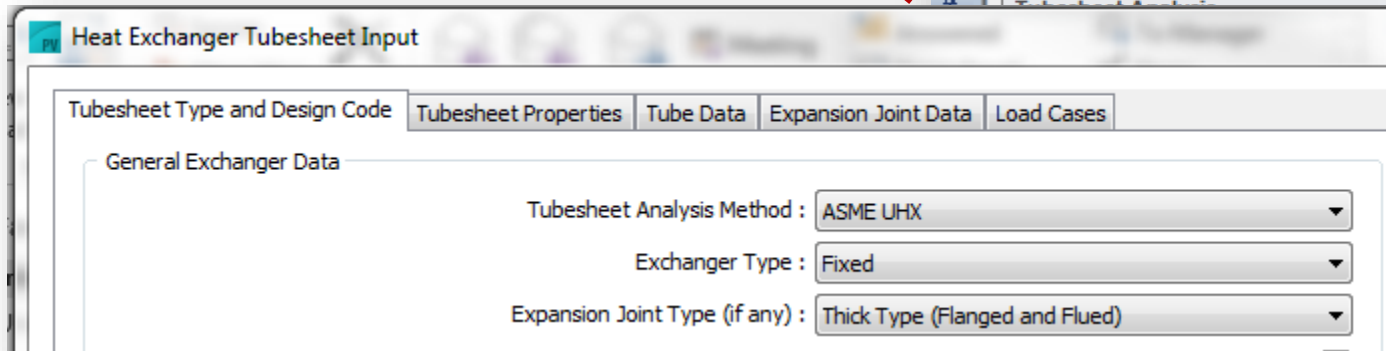 PV Heat Exchanger Tubesheet Input
Tubesheet Type and Design Code Tubesheet Properties Tube Data Expansion Joint Data Load Cases
General Exchanger Data
Tubesheet Analysis Method : ASME UHX
Exchanger Type : Fixed
Expansion Joint Type (if any) : Thick Type (Flanged and Flued)